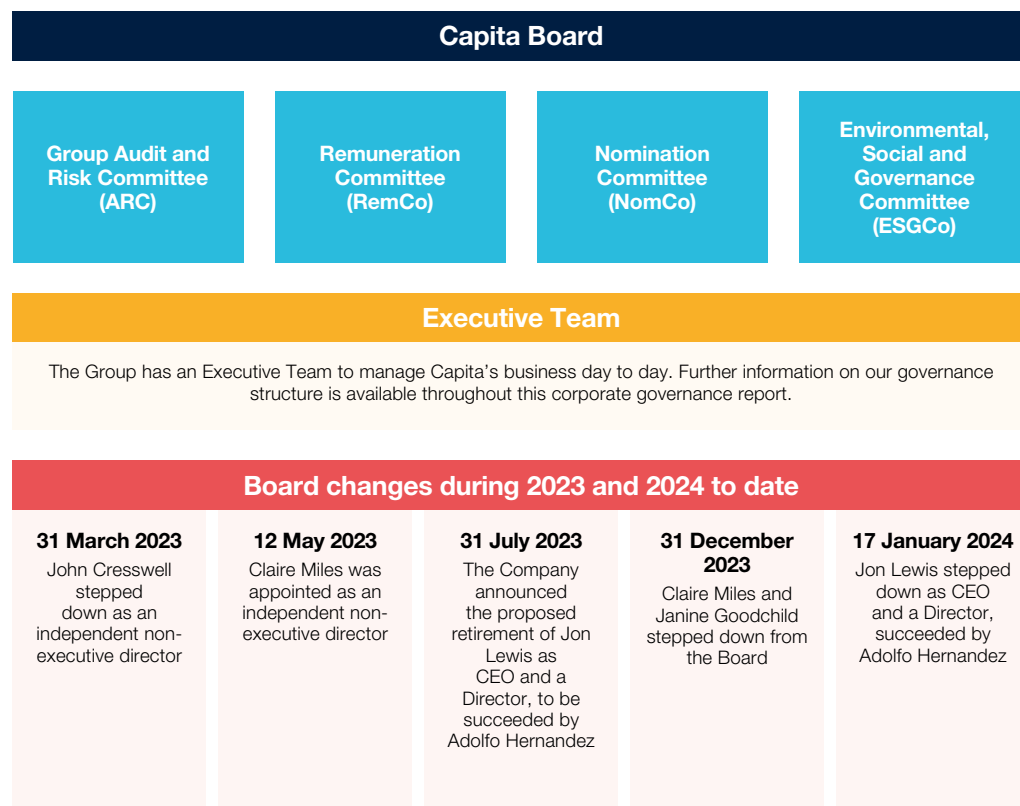 Capita Board
Group Audit and
Risk Committee
(ARC)
Remuneration
Committee
(RemCo)
Nomination
Committee
(NomCo)
Environmental,
Social and
Governance
Committee
(ESGCo)
Executive Team
The Group has an Executive Team to manage Capita’s business day to day. Further information on our governance
structure is available throughout this corporate governance report.
Board changes during 2023 and 2024 to date
31 March 2023
John Cresswell
stepped
down as an
independent non-
executive director
12 May 2023
Claire Miles was
appointed as an
independent non-
executive director
31 July 2023
The Company
announced
the proposed
retirement of Jon
Lewis as
CEO and a
Director, to be
succeeded by
Adolfo Hernandez
31 December
2023
Claire Miles and
Janine Goodchild
stepped down from
the Board
17 January 2024
Jon Lewis stepped
down as CEO
and a Director,
succeeded by
Adolfo Hernandez